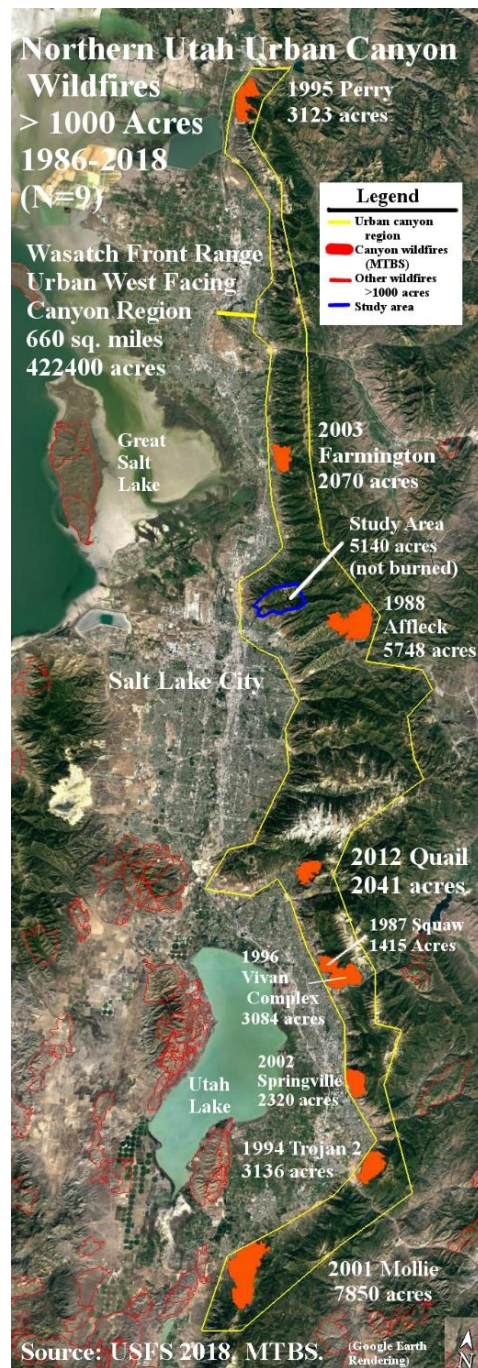 Northern Utah Urban Canyon
Wildfires
> 1000 Acres
1986-2018
(N=9)
1995 Perry
3123 acres
Legend
Urban canyon
region
Canyon wildfires
(MTBS)
Other wildfires
>1000 acres
Study area
Wasatch Front Range
Urban West Facing
Canyon Region
660 sq. miles
422400 acres
Great
Salt
Lake
2003
Farmington
2070 acres
Study Area
5140 acres
(not burned)
1988
Affleck
5748 acres
Salt Lake City
2012 Quail
2041 acres
1987 Squaw
1415 Acres
1996
Vivan
Complex
3084 acres
2002
Springville
2320 acres
Utah
Lake
1994 Trojan 2
3136 acres
2001 Mollie
7850 acres
Source: USFS 2018, MTBS.
(Google Earth
Rendering)
N